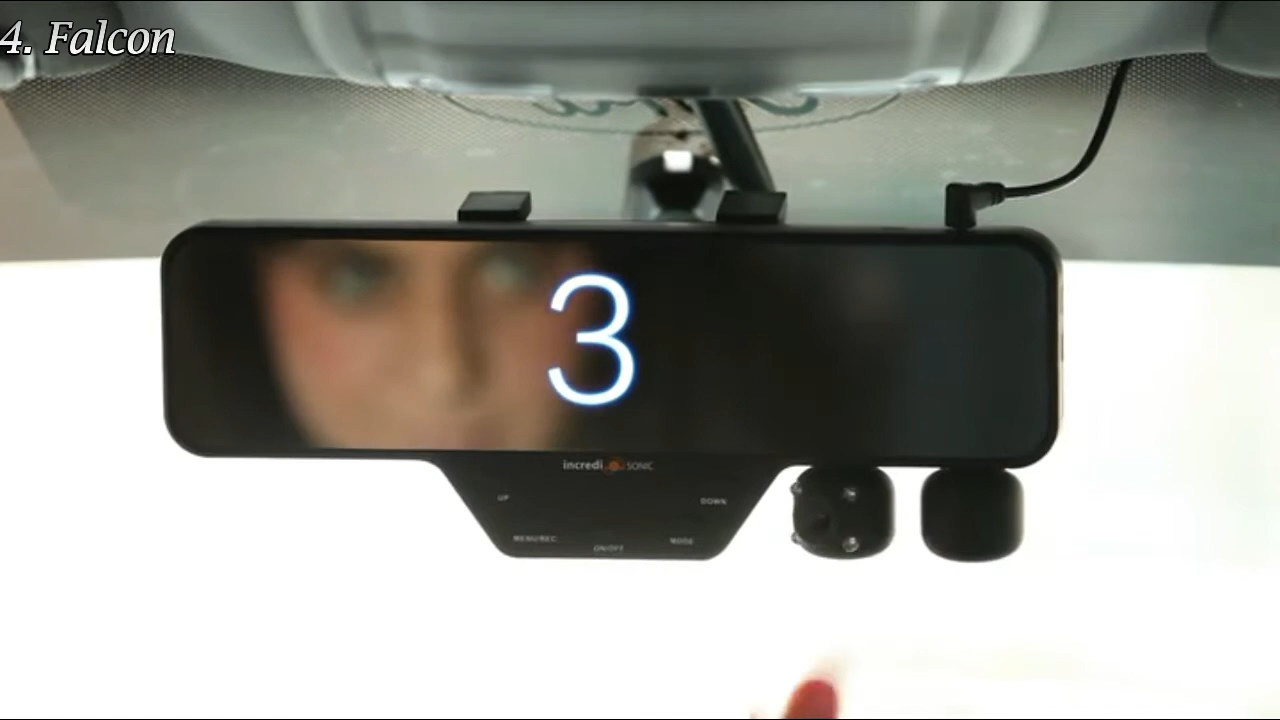 4. Falcon
3
incredi SONIC
UP
DOWN
MENU/REC
ON/OFF
MODE